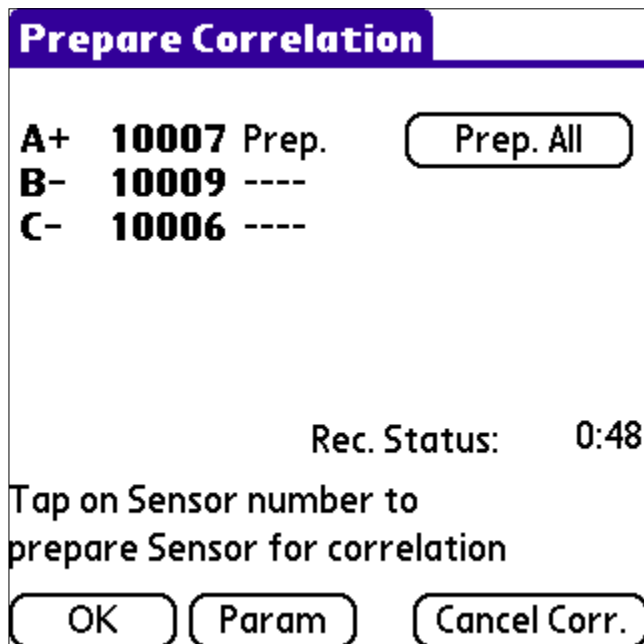 Prepare Correlation
A+ 10007 Prep. Prep. All
B- 10009 ----
C- 10006 ----
Rec. Status: 0:48
Tap on Sensor number to
prepare Sensor for correlation
OK Param Cancel Corr.